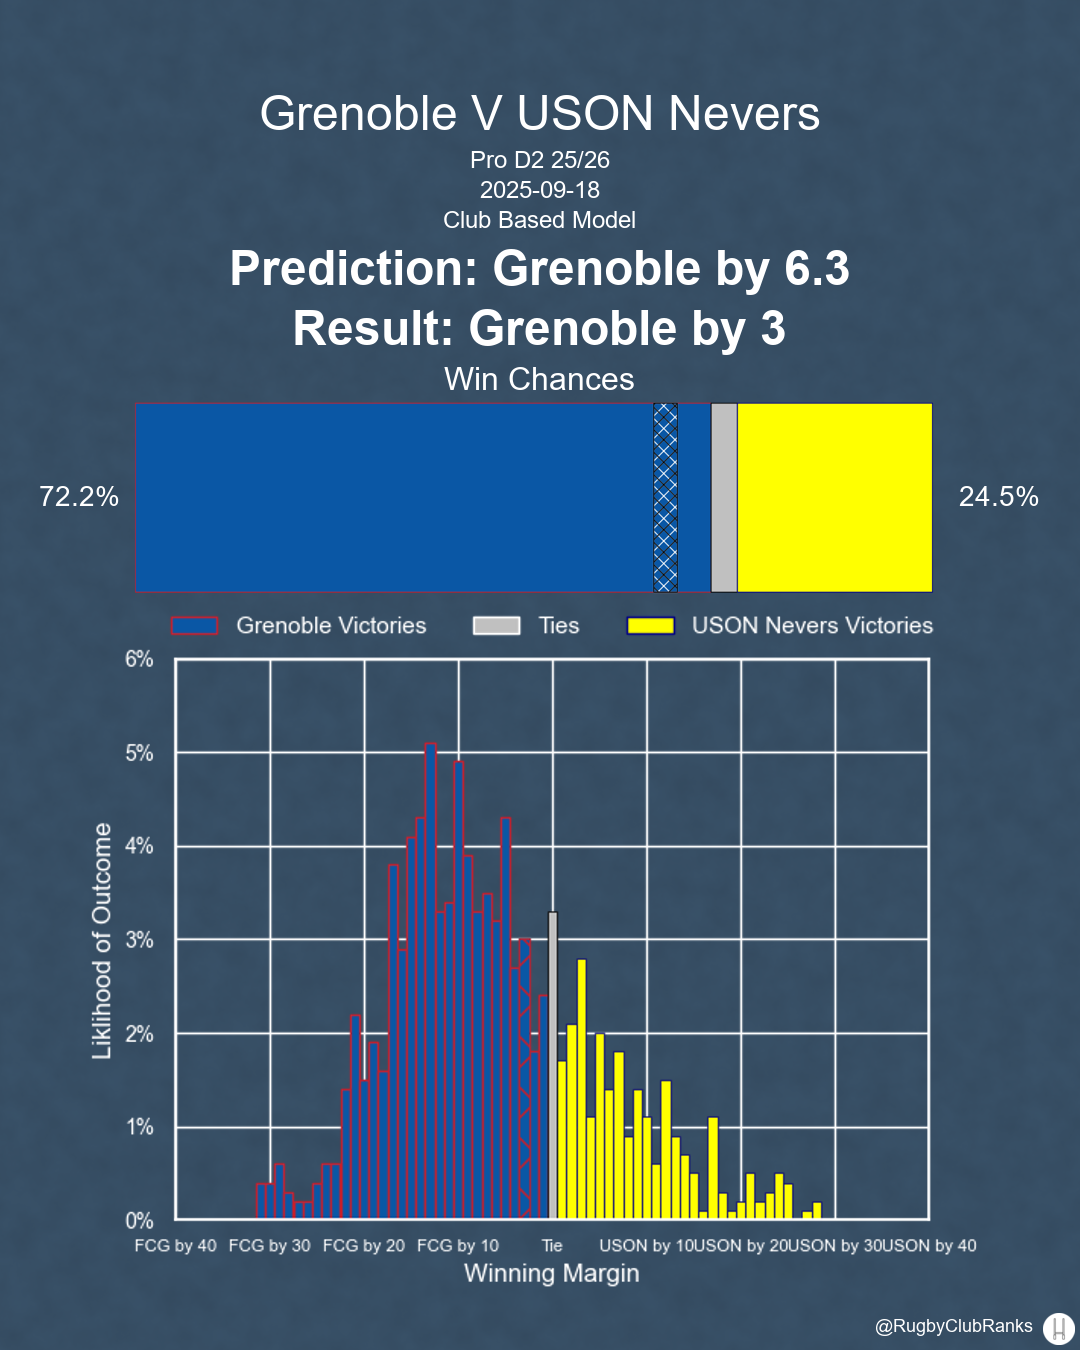 Grenoble V USON Nevers
Pro D2 25/26
2025-09-18
Club Based Model
Prediction: Grenoble by 6.3
Result: Grenoble by 3
Win Chances
72.2%
24.5%
Grenoble Victories
Ties
USON Nevers Victories
6%
5%
4%
3%
2%
1%
0%
Liklihood of Outcome
FCG by 40
FCG by 30
FCG by 20
FCG by 10
Tie
USON by 10
USON by 20
USON by 30
USON by 40
Winning Margin
@RugbyClubRanks